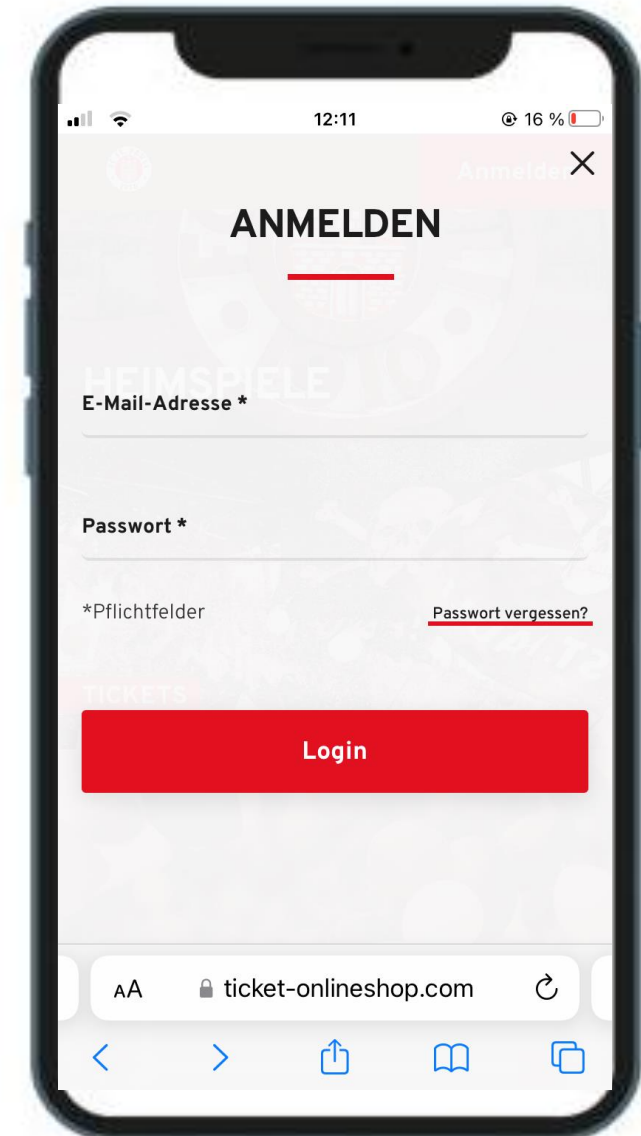 12:11
16 %
Anmelden
ANMELDEN
HEIMSPIELE
E-Mail-Adresse *
Passwort *
*Pflichtfelder
Passwort vergessen?
TICKETS
Login
AA
ticket-onlineshop.com